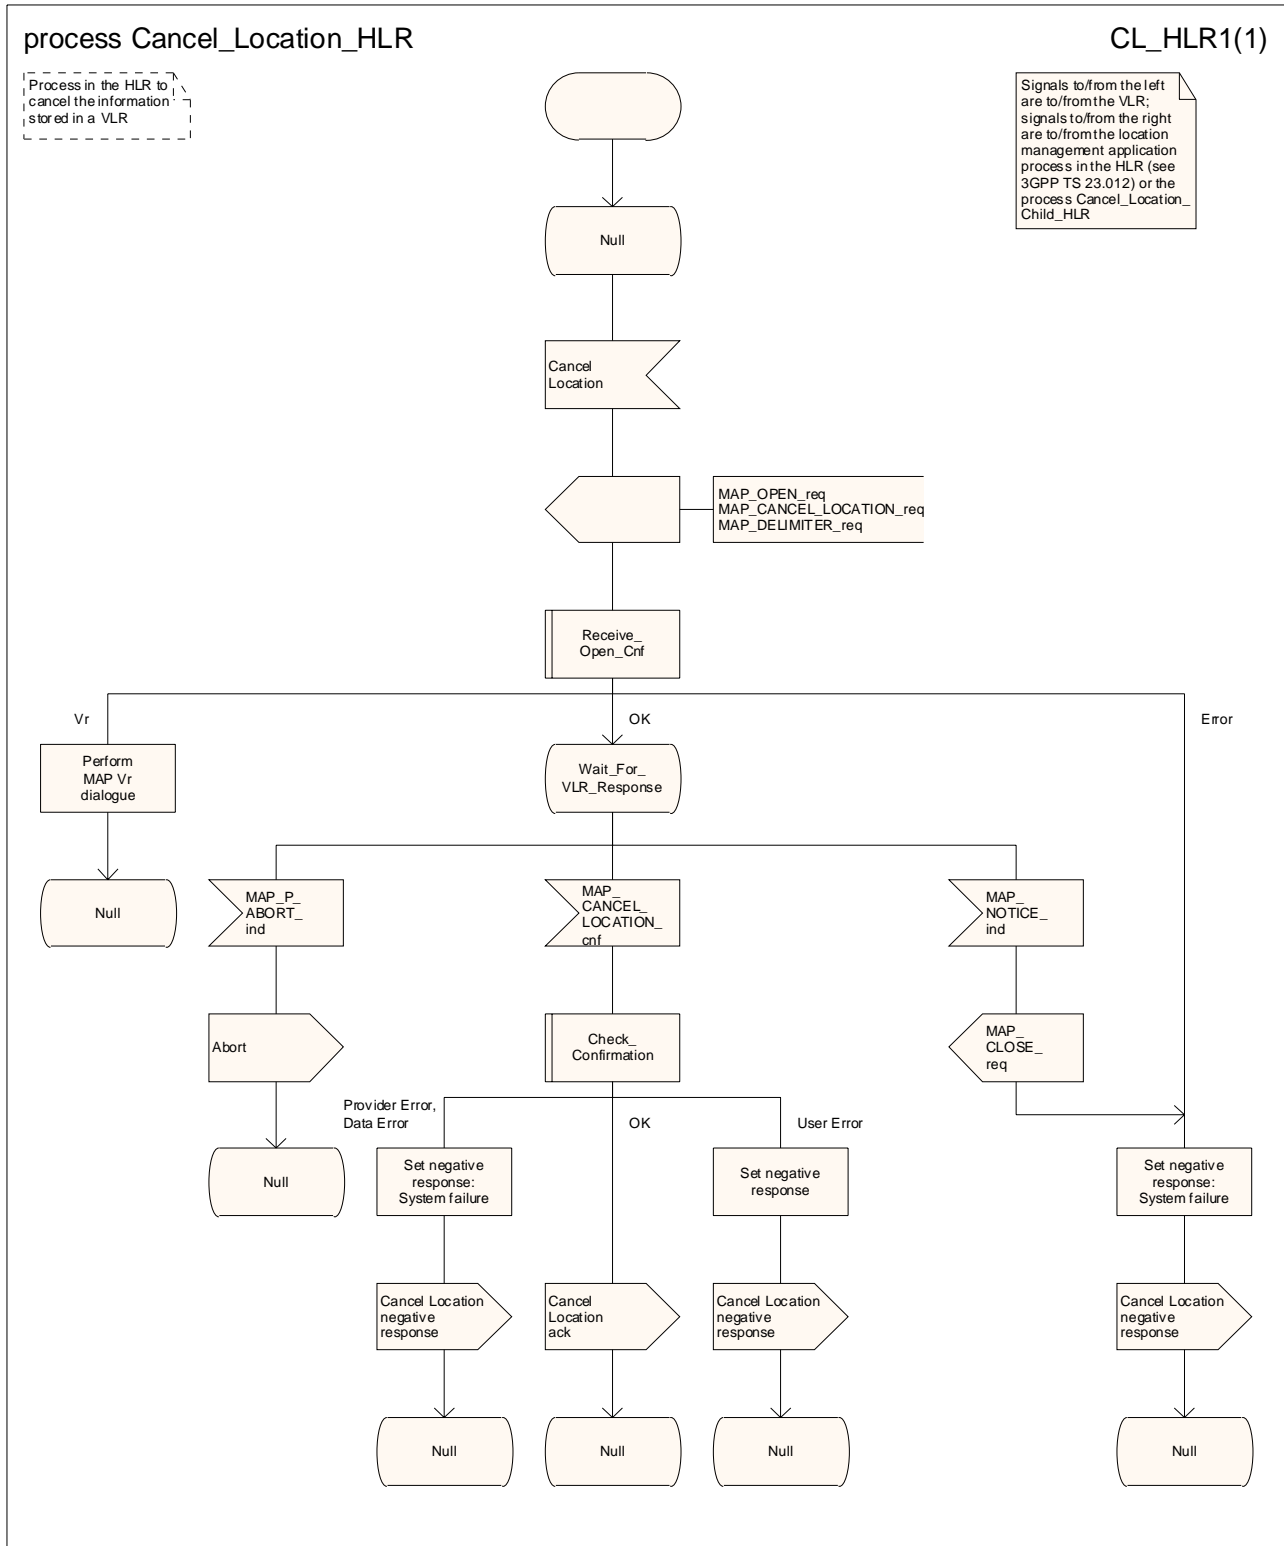 process Cancel_Location_HLR
CL_HLR1(1)
Process in the HLR to
cancel the information
stored in a VLR
Signals to/from the left
are to/from the VLR;
signals to/from the right
are to/from the location
management application
process in the HLR (see
3GPP TS 23.012) or the
process Cancel_Location_
Child_HLR
Null
Cancel
Location
MAP_OPEN_req
MAP_CANCEL_LOCATION_req
MAP_DELIMITER_req
Receive_
Open_Cnf
Vr
OK
Error
Perform
MAP Vr
dialogue
Wait_For_
VLR_Response
Null
MAP_P_
ABORT_
ind
MAP_
CANCEL_
LOCATION_
cnf
MAP_
NOTICE_
ind
Abort
Check_
Confirmation
MAP_
CLOSE_
req
Provider Error,
Data Error
OK
User Error
Null
Set negative
response:
System failure
Set negative
response
Set negative
response:
System failure
Cancel Location
negative
response
Cancel
Location
ack
Cancel Location
negative
response
Cancel Location
negative
response
Null
Null
Null
Null